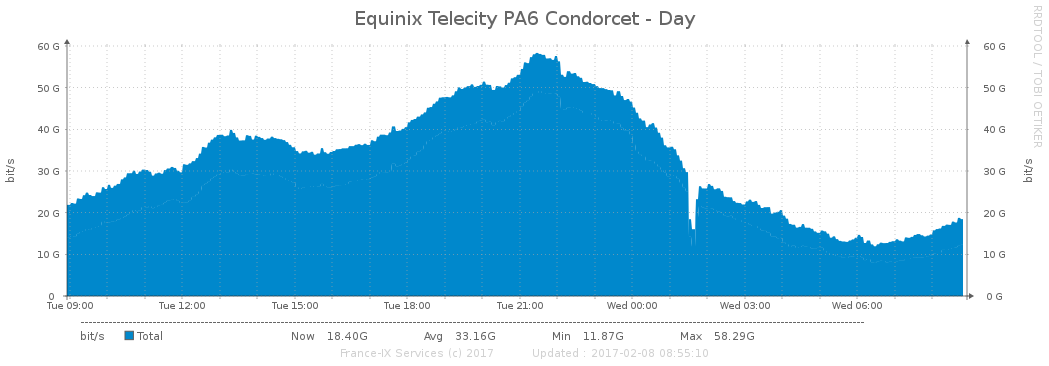 Equinix Telecity PA6 Condorcet - Day
RRDTOOL / TOBI OETIKER
60 G 60 G
50 G 50 G
40 G 40 G
30 G 30 G
20 G 20 G
10 G 10 G
0 0 G
bit/s
bit/s
Tue 09:00 Tue 12:00 Tue 15:00 Tue 18:00 Tue 21:00 Wed 00:00 Wed 03:00 Wed 06:00
bit/s Total Now 18.40G Avg 33.16G Min 11.87G Max 58.29G
France-IX Services (c) 2017 Updated : 2017-02-08 08:55:10